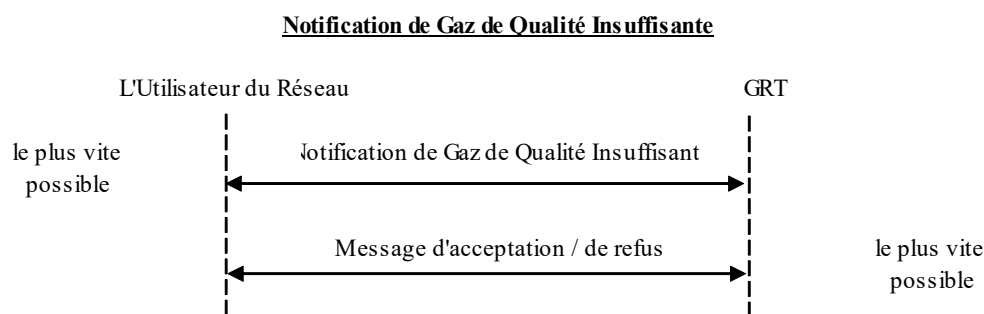 Notification de Gaz de Qualité Insuffisante
L'Utilisateur du Réseau GRT
le plus vite
possible
Notification de Gaz de Qualité Insuffisant
Message d'acceptation / de refus
le plus vite
possible